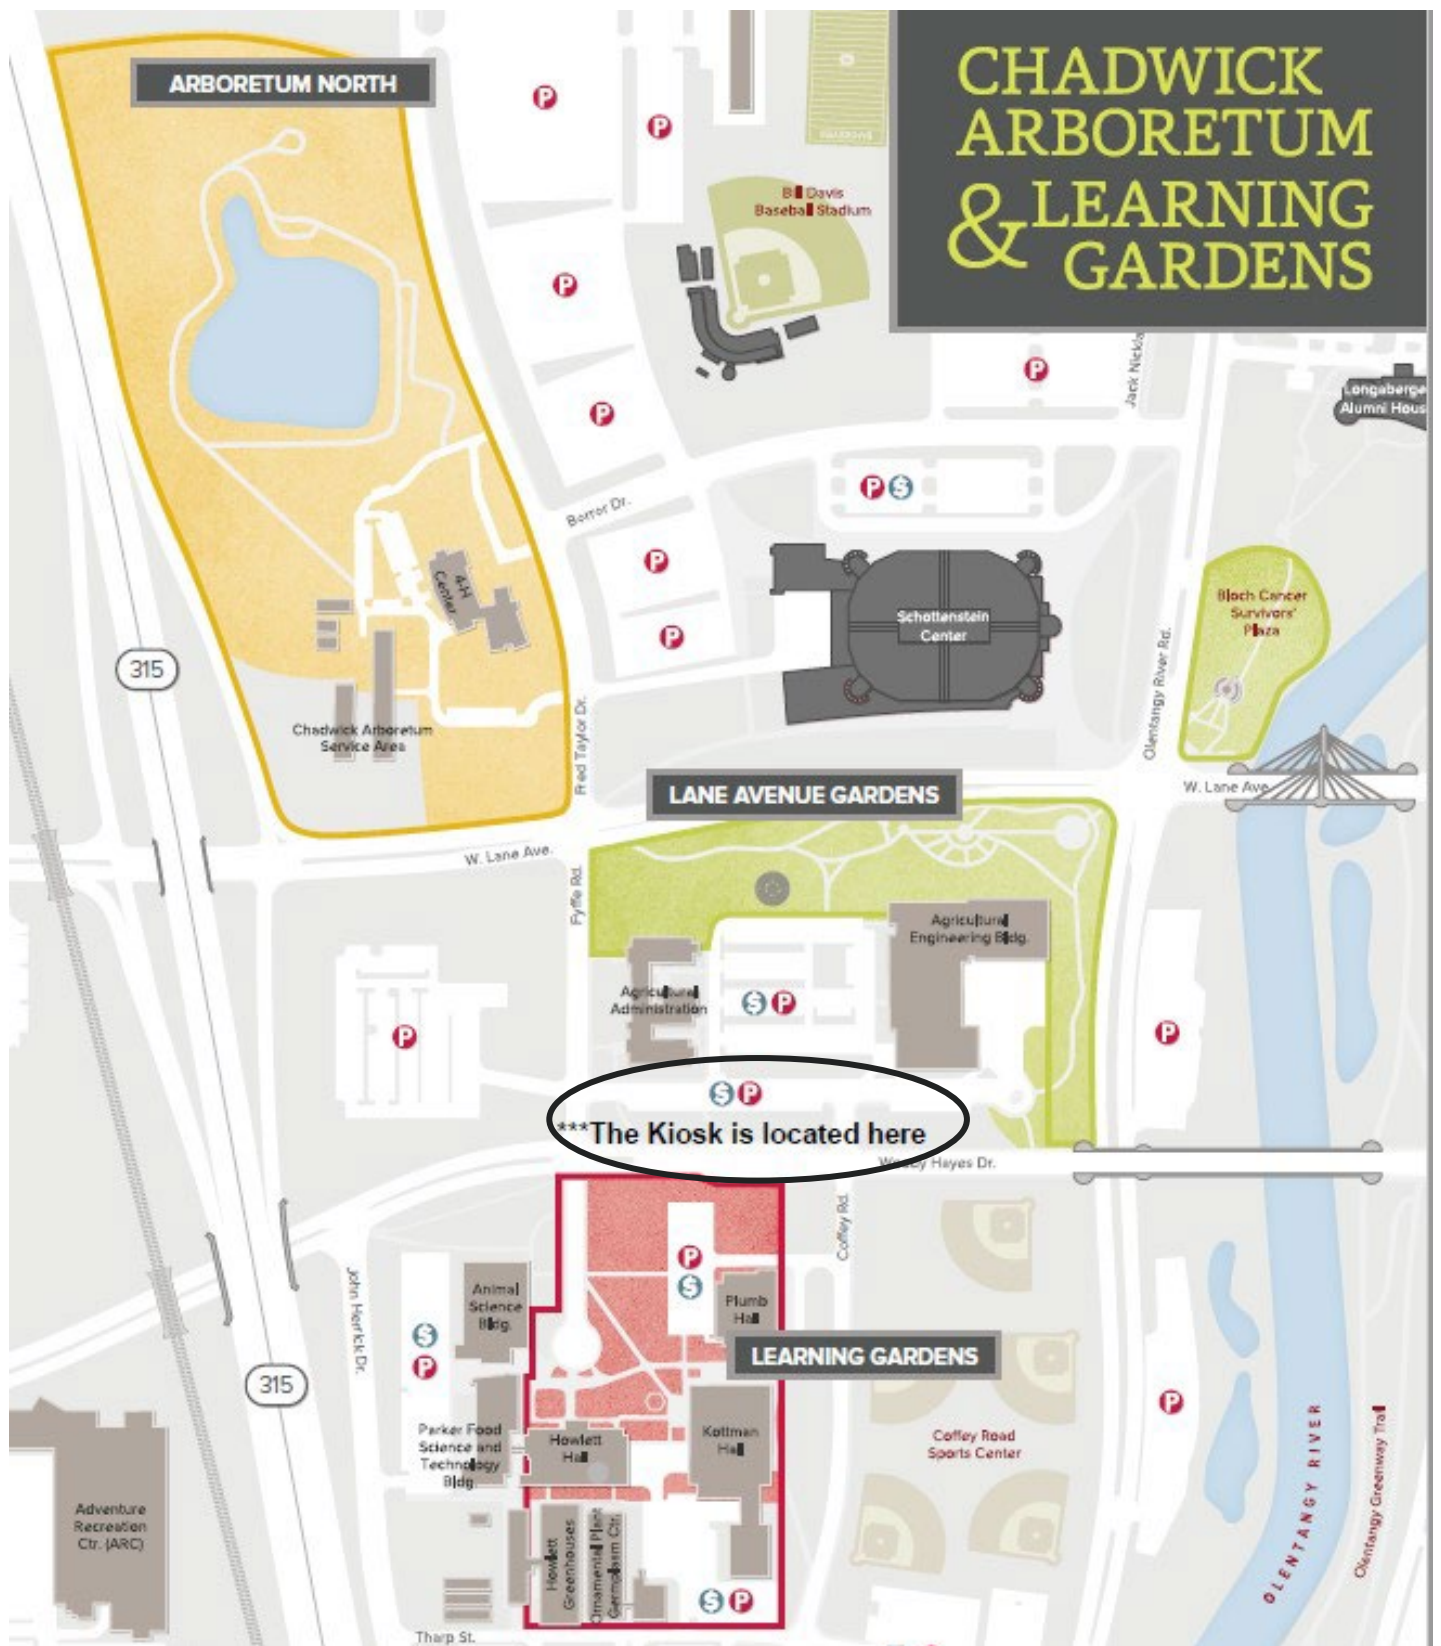 CHADWICK
ARBORETUM
& LEARNING
GARDENS
ARBORETUM NORTH
P
P
Bill Davis
Baseball Stadium
P
P
P
Longaberge
Alumni Hous
P $
Borror Dr.
P
4-H
Center
Bloch Cancer
Survivors'
Plaza
Schottenstein
Center
P
315
Olentangy River Rd.
Chadwick Arboretum
Service Area
Fred Taylor Dr.
W. Lane Ave.
LANE AVENUE GARDENS
W. Lane Ave.
Fyffe Rd.
Agricultural
Engineering Bldg.
Agricultural
Administration
$ P
P
P
$ P
***The Kiosk is located here
Woody Hayes Dr.
Coffey Rd.
P
$
Animal
Science
Bldg.
John Herrick Dr.
Plumb
Hall
$
P
LEARNING GARDENS
315
P
Parker Food
Science and
Technology
Bldg.
Howlett
Hall
Kottman
Hall
Coffey Road
Sports Center
OLENTANGY RIVER
Olentangy Greenway Trail
Adventure
Recreation
Ctr. (ARC)
Howlett
Greenhouses
Ornamental Plant
Germplasm Ctr.
$ P
Tharp St.